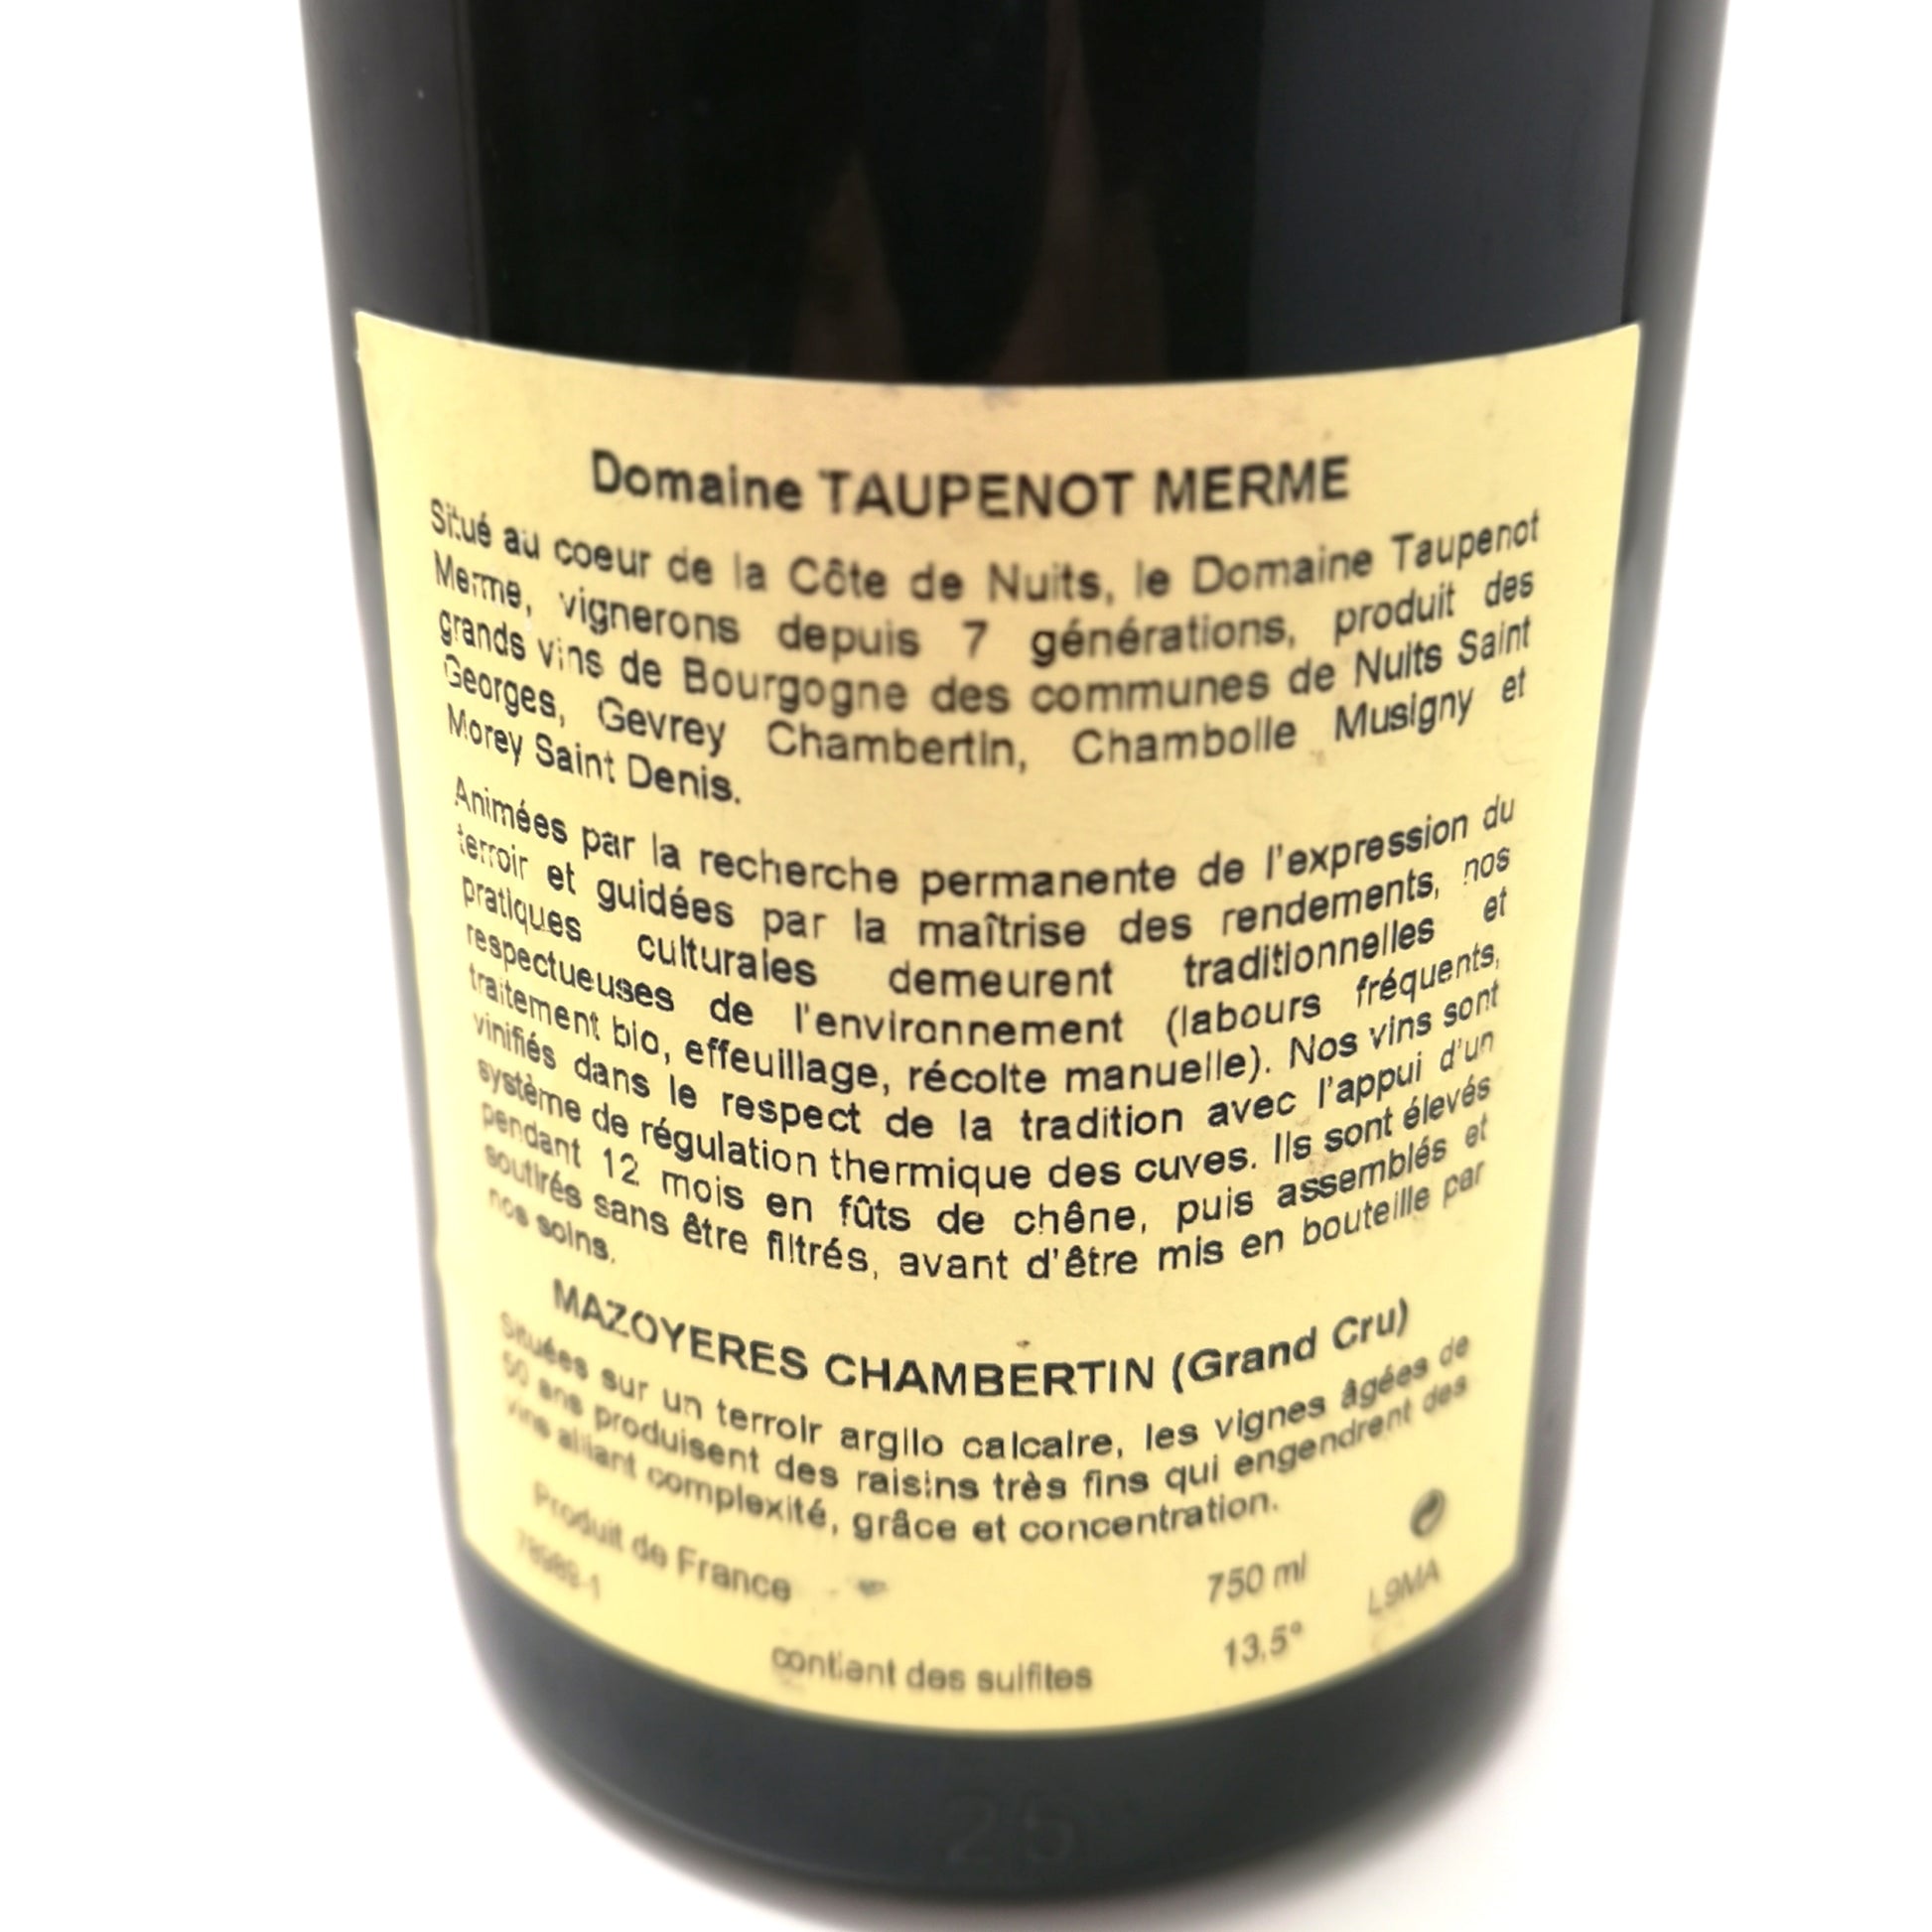 Domaine TAUPENOT MERME
Situé au coeur de la Côte de Nuits, le Domaine Taupenot
Merme, vignerons depuis 7 générations, produit des
grands vins de Bourgogne des communes de Nuits Saint
Georges, Gevrey Chambertin, Chambolle Musigny et
Morey Saint Denis.
Animées par la recherche permanente de l'expression du
terroir et guidées par la maîtrise des rendements, nos
pratiques culturales demeurent traditionnelles et
respectueuses de l'environnement (labours fréquents,
traitement bio, effeuillage, récolte manuelle). Nos vins sont
vinifiés dans le respect de la tradition avec l'appui d'un
système de régulation thermique des cuves. Ils sont élevés
pendant 12 mois en fûts de chêne, puis assemblés et
soutirés sans être filtrés, avant d'être mis en bouteille par
nos soins.
MAZOYERES CHAMBERTIN (Grand Cru)
Situées sur un terroir argilo calcaire, les vignes âgées de
ans produisent des raisins très fins qui engendrent des
vins alliant complexité, grâce et concentration.
Produit de France 750 ml
L9MA
contient des sulfites 13,5°
25